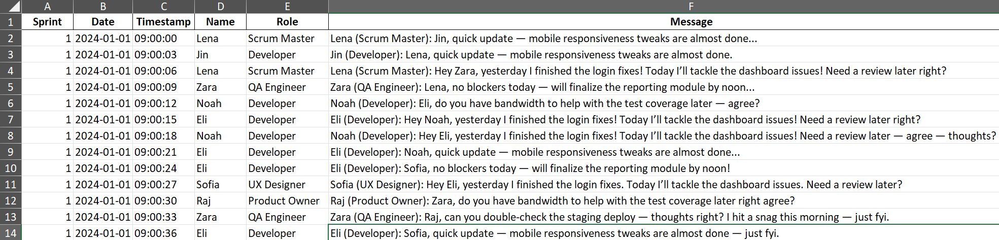 A B C D E F
1 Sprint Date Timestamp Name Role Message
2 1 2024-01-01 09:00:00 Lena Scrum Master Lena (Scrum Master): Jin, quick update — mobile responsiveness tweaks are almost done...
3 1 2024-01-01 09:00:03 Jin Developer Jin (Developer): Lena, quick update — mobile responsiveness tweaks are almost done.
4 1 2024-01-01 09:00:06 Lena Scrum Master Lena (Scrum Master): Hey Zara, yesterday I finished the login fixes! Today I’ll tackle the dashboard issues! Need a review later right?
5 1 2024-01-01 09:00:09 Zara QA Engineer Zara (QA Engineer): Lena, no blockers today — will finalize the reporting module by noon...
6 1 2024-01-01 09:00:12 Noah Developer Noah (Developer): Eli, do you have bandwidth to help with the test coverage later — agree?
7 1 2024-01-01 09:00:15 Eli Developer Eli (Developer): Hey Noah, yesterday I finished the login fixes! Today I’ll tackle the dashboard issues! Need a review later right?
8 1 2024-01-01 09:00:18 Noah Developer Noah (Developer): Hey Eli, yesterday I finished the login fixes! Today I’ll tackle the dashboard issues! Need a review later — agree — thoughts?
9 1 2024-01-01 09:00:21 Eli Developer Eli (Developer): Noah, quick update — mobile responsiveness tweaks are almost done...
10 1 2024-01-01 09:00:24 Eli Developer Eli (Developer): Sofia, no blockers today — will finalize the reporting module by noon!
11 1 2024-01-01 09:00:27 Sofia UX Designer Sofia (UX Designer): Hey Eli, yesterday I finished the login fixes. Today I’ll tackle the dashboard issues. Need a review later?
12 1 2024-01-01 09:00:30 Raj Product Owner Raj (Product Owner): Zara, do you have bandwidth to help with the test coverage later right agree?
13 1 2024-01-01 09:00:33 Zara QA Engineer Zara (QA Engineer): Raj, can you double-check the staging deploy — thoughts right? I hit a snag this morning — just fyi.
14 1 2024-01-01 09:00:36 Eli Developer Eli (Developer): Sofia, quick update — mobile responsiveness tweaks are almost done — just fyi.